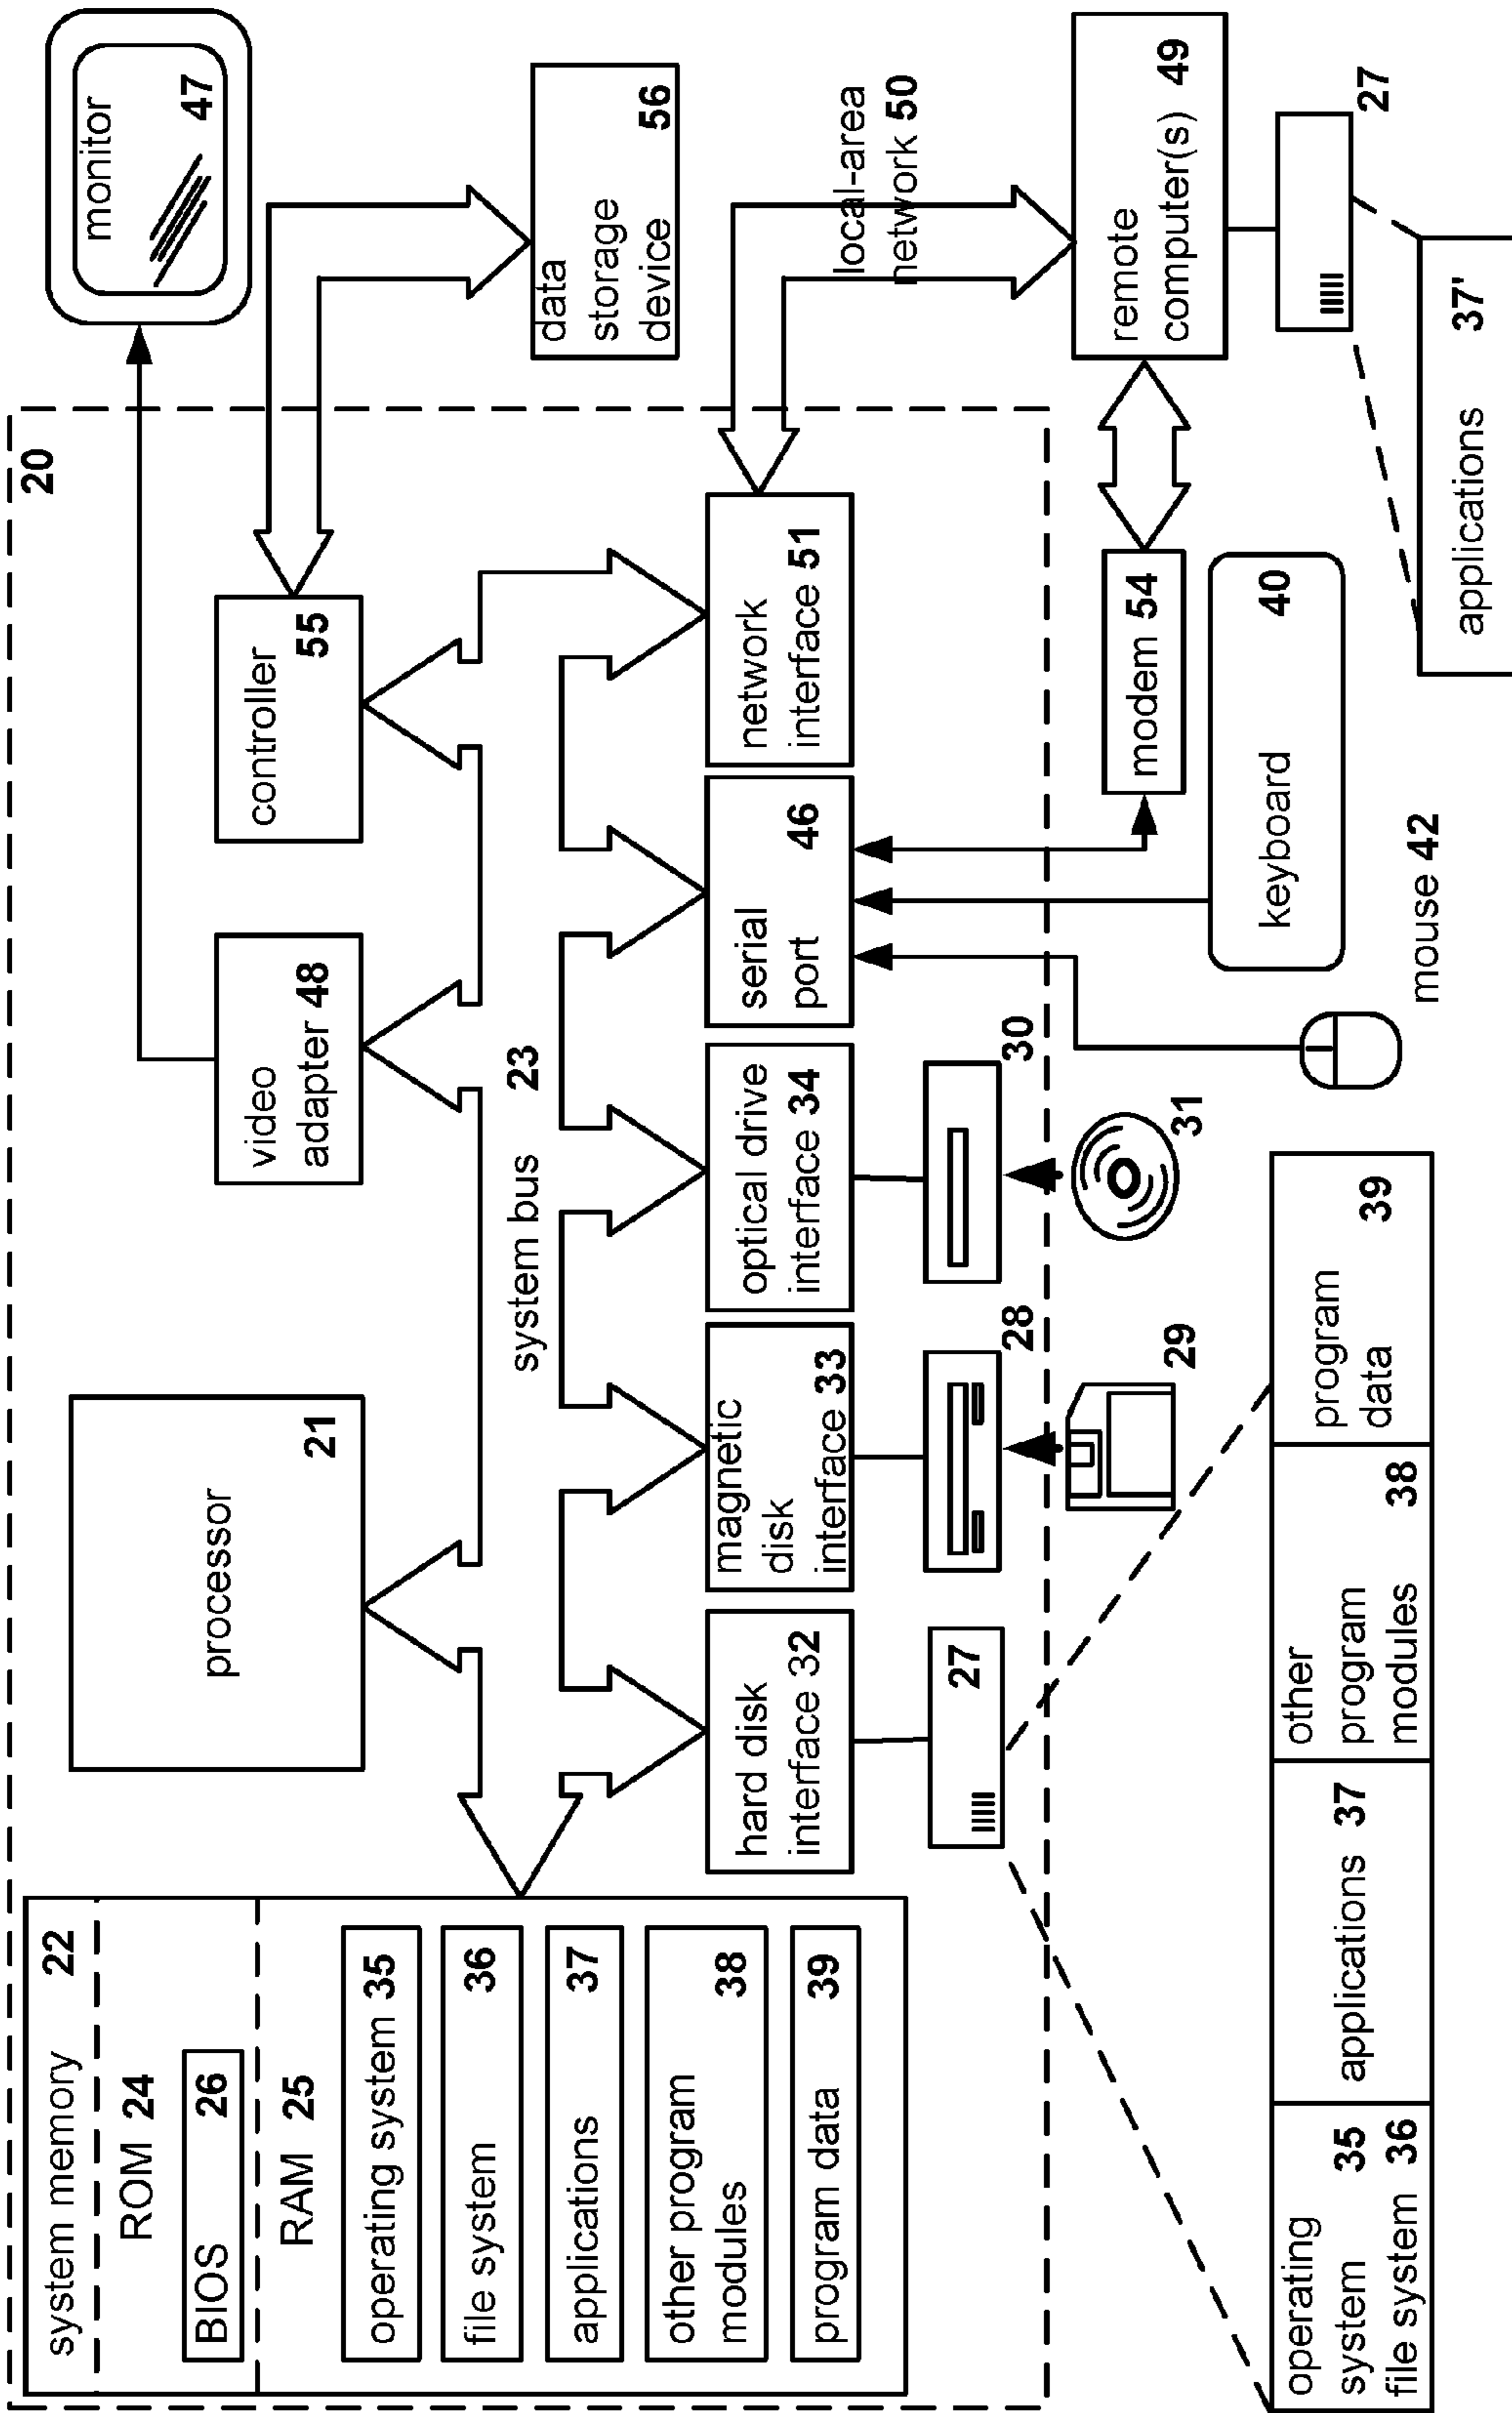 system memory 22
ROM 24
BIOS 26
RAM 25
operating system 35
file system 36
applications 37
other program
modules 38
program data 39
processor
21
20
video
adapter 48
controller
55
monitor
47
system bus 23
data
storage
device 56
hard disk
interface 32
magnetic
disk
interface 33
optical drive
interface 34
serial
port 46
network
interface 51
local-area
network 50
27
28
30
29
31
modem 54
remote
computer(s) 49
27
keyboard 40
mouse 42
applications 37'
operating
system 35
file system 36
applications 37
other
program
modules 38
program
data 39